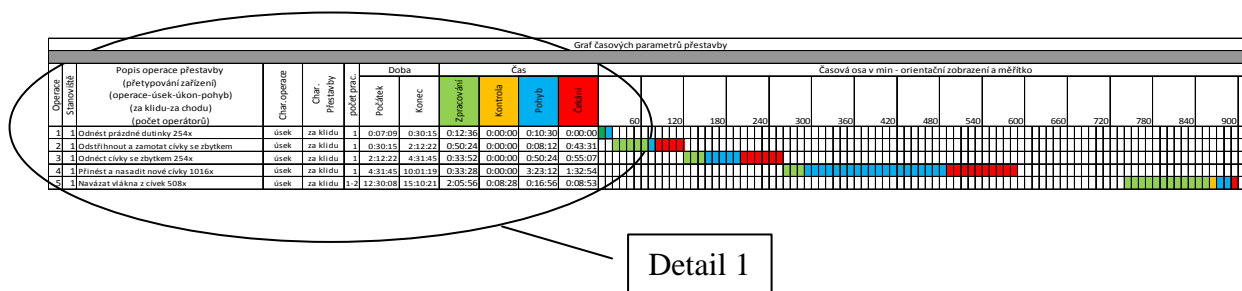 Graf časových parametrů přestavby
Operace
Stanoviště
Popis operace přestavby
(přetypování zařízení)
(operace-úsek-úkon-pohyb)
(za klidu-za chodu)
(počet operátorů)
Char.operace
Char.
Přestavby
počet prac.
Doba
Počátek
Konec
Čas
Zpracování
Kontrola
Pohyb
Čekání
Časová osa v min - orientační zobrazení a měřítko
60 120 180 240 300 360 420 480 540 600 660 720 780 840 900
1 1 Odnést prázdné dutinky 254x úsek za klidu 1 0:07:09 0:30:15 0:12:36 0:00:00 0:10:30 0:00:00
2 1 Odstřihnout a zamotat cívky se zbytkem úsek za klidu 1 0:30:15 2:12:22 0:50:24 0:00:00 0:08:12 0:43:31
3 1 Odnéct cívky se zbytkem 254x úsek za klidu 1 2:12:22 4:31:45 0:33:52 0:00:00 0:50:24 0:55:07
4 1 Přinést a nasadit nové cívky 1016x úsek za klidu 1 4:31:45 10:01:19 0:33:28 0:00:00 3:23:12 1:32:54
5 1 Navázat vlákna z cívek 508x úsek za klidu 1-2 12:30:08 15:10:21 2:05:56 0:08:28 0:16:56 0:08:53
Detail 1